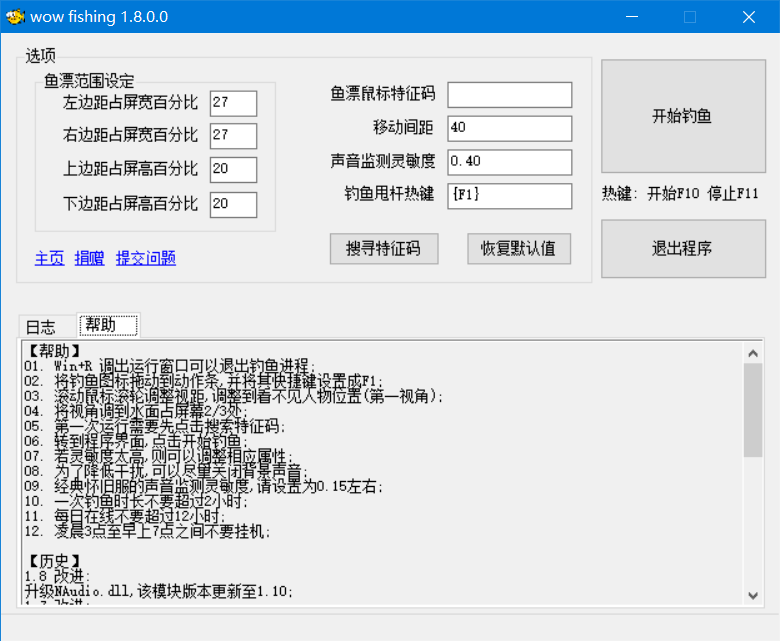 wow fishing 1.8.0.0
选项
鱼漂范围设定
左边距占屏宽百分比 27
右边距占屏宽百分比 27
上边距占屏高百分比 20
下边距占屏高百分比 20
鱼漂鼠标特征码
移动间距 40
声音监测灵敏度 0.40
钓鱼甩杆热键 {F1}
主页 捐赠 提交问题
搜寻特征码 恢复默认值
开始钓鱼
热键: 开始F10 停止F11
退出程序
日志 帮助
【帮助】
01. Win+R 调出运行窗口可以退出钓鱼进程;
02. 将钓鱼图标拖动到动作条,并将其快捷键设置成F1;
03. 滚动鼠标滚轮调整视距,调整到看不见人物位置(第一视角);
04. 将视角调到水面占屏幕2/3处;
05. 第一次运行需要先点击搜索特征码;
06. 转到程序界面,点击开始钓鱼;
07. 若灵敏度太高,则可以调整相应属性;
08. 为了降低干扰,可以尽量关闭背景声音;
09. 经典怀旧服的声音监测灵敏度,请设置为0.15左右;
10. 一次钓鱼时长不要超过2小时;
11. 每日在线不要超过12小时;
12. 凌晨3点至早上7点之间不要挂机;
【历史】
1.8 改进:
升级NAudio.dll,该模块版本更新至1.10;
1.7 改进: